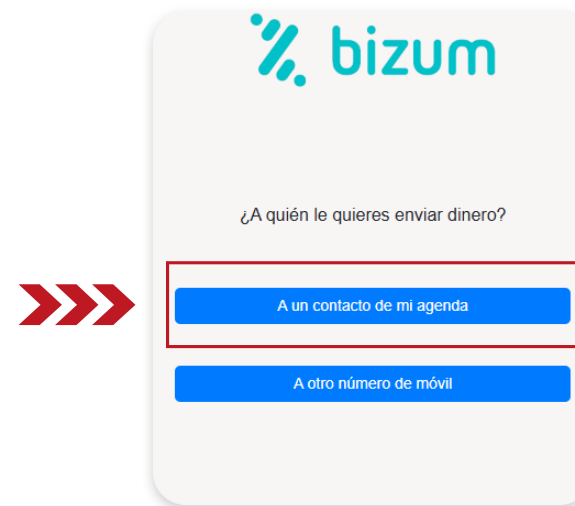 bizum
¿A quién le quieres enviar dinero?
A un contacto de mi agenda
A otro número de móvil